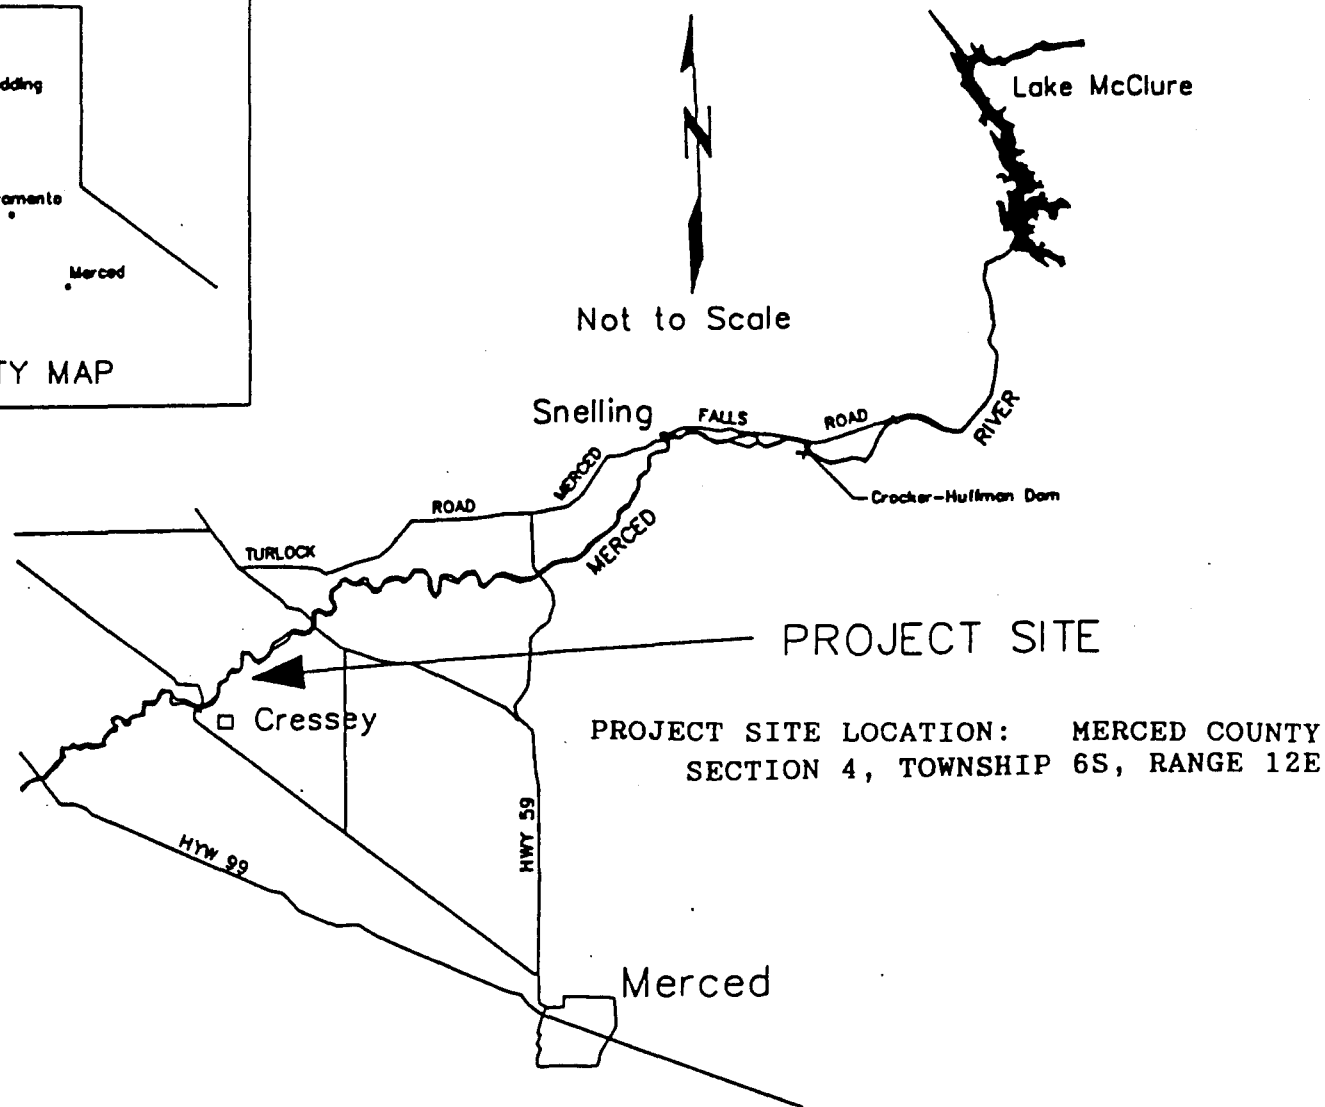 dding
amento
Merced
TY MAP
N
Not to Scale
Lake McClure
Snelling
FALLS
ROAD
RIVER
Crocker-Huffman Dam
MERCED
ROAD
TURLOCK
MERCED
PROJECT SITE
Cressey
PROJECT SITE LOCATION: MERCED COUNTY
SECTION 4, TOWNSHIP 6S, RANGE 12E
HWY 59
HYW 99
Merced